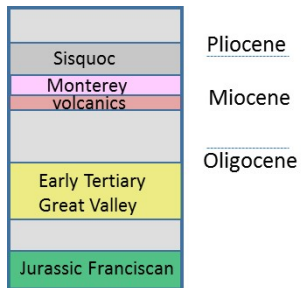 Pliocene
Sisquoc
Monterey
volcanics
Miocene
Oligocene
Early Tertiary
Great Valley
Jurassic Franciscan